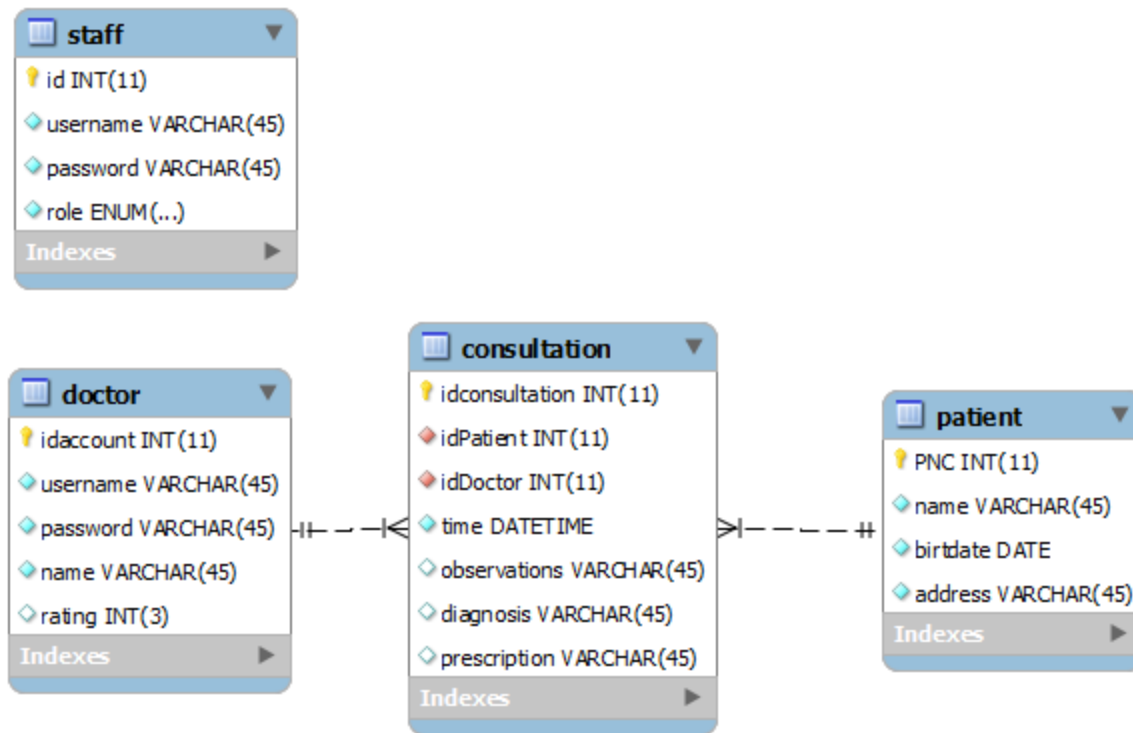 staff
id INT(11)
username VARCHAR(45)
password VARCHAR(45)
role ENUM(...)
Indexes
doctor
idaccount INT(11)
username VARCHAR(45)
password VARCHAR(45)
name VARCHAR(45)
rating INT(3)
Indexes
consultation
idconsultation INT(11)
idPatient INT(11)
idDoctor INT(11)
time DATETIME
observations VARCHAR(45)
diagnosis VARCHAR(45)
prescription VARCHAR(45)
Indexes
patient
PNC INT(11)
name VARCHAR(45)
birtdate DATE
address VARCHAR(45)
Indexes